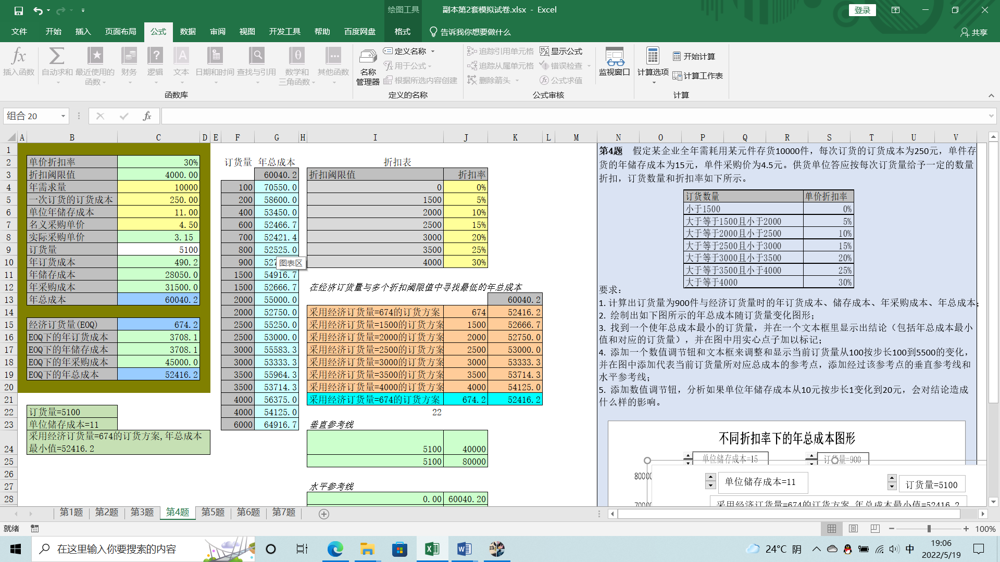 绘图工具
副本第2套模拟试卷.xlsx - Excel
登录
文件 开始 插入 页面布局 公式 数据 审阅 视图 开发工具 帮助 百度网盘 格式 告诉我你想要做什么 共享
插入函数 自动求和 最近使用的函数 财务 逻辑 文本 日期和时间 查找与引用 数学和三角函数 其他函数
函数库
名称管理器 定义名称 用于公式 根据所选内容创建
定义的名称
追踪引用单元格 追踪从属单元格 删除箭头 显示公式 错误检查 公式求值
公式审核
监视窗口
计算选项 开始计算 计算工作表
计算
组合 20
fx
A B C D E F G H I J K L M N O P Q R S T U V
1
2 单价折扣率 30% 订货量 年总成本 折扣表
3 折扣阈限值 4000.00 60040.2 折扣阈限值 折扣率
4 年需求量 10000 100 70550.0 0 0%
5 一次订货的订货成本 250.00 200 58600.0 1500 5%
6 单位年储存成本 11.00 400 53450.0 2000 10%
7 名义采购单价 4.50 600 52466.7 2500 15%
8 实际采购单价 3.15 700 52421.4 3000 20%
9 订货量 5100 800 52525.0 3500 25%
10 年订货成本 490.2 900 图表区 4000 30%
11 年储存成本 28050.0 1500 54916.7
12 年采购成本 31500.0 1500 52666.7 在经济订货量与多个折扣阈限值中寻找最低的年总成本
13 年总成本 60040.2 2000 55000.0 60040.2
14 2000 52750.0 采用经济订货量=674的订货方案 674 52416.2
15 经济订货量(EOQ) 674.2 2500 55250.0 采用经济订货量=1500的订货方案 1500 52666.7
16 EOQ下的年订货成本 3708.1 2500 53000.0 采用经济订货量=2000的订货方案 2000 52750.0
17 EOQ下的年储存成本 3708.1 3000 55583.3 采用经济订货量=2500的订货方案 2500 53000.0
18 EOQ下的年采购成本 45000.0 3000 53333.3 采用经济订货量=3000的订货方案 3000 53333.3
19 EOQ下的年总成本 52416.2 3500 55964.3 采用经济订货量=3500的订货方案 3500 53714.3
20 3500 53714.3 采用经济订货量=4000的订货方案 4000 54125.0
21 4000 56375.0 采用经济订货量=674的订货方案 674.2 52416.2
22 订货量=5100 4000 54125.0 22
23 单位储存成本=11 6000 64916.7 垂直参考线
24 采用经济订货量=674的订货方案,年总成本最小值=52416.2 5100 40000
25 5100 80000
26
27 水平参考线
28 0.00 60040.20
第4题 假定某企业全年需耗用某元件存货10000件，每次订货的订货成本为250元，单件存
货的年储存成本为15元，单件采购价为4.5元。供货单位答应按每次订货量给予一定的数量
折扣，订货数量和折扣率如下所示。
订货数量 单价折扣率
小于1500 0%
大于等于1500且小于2000 5%
大于等于2000且小于2500 10%
大于等于2500且小于3000 15%
大于等于3000且小于3500 20%
大于等于3500且小于4000 25%
大于等于4000 30%
要求：
1. 计算出订货量为900件与经济订货量时的年订货成本、储存成本、年采购成本、年总成本；
2. 绘制出如下图所示的年总成本随订货量变化图形；
3. 找到一个使年总成本最小的订货量，并在一个文本框里显示出结论（包括年总成本最小
值和对应的订货量），并在图中用实心点子加以标记；
4. 添加一个数值调节钮和文本框来调整和显示当前订货量从100按步长100到5500的变化，
并在图中添加代表当前订货量所对应总成本的参考点，添加经过该参考点的垂直参考线和
水平参考线；
5. 添加数值调节钮，分析如果单位年储存成本从10元按步长1变化到20元，会对结论造成
什么样的影响。
不同折扣率下的年总成本图形
单位储存成本=15 订货量=900
80000
单位储存成本=11 订货量=5100
采用经济订货量=674的订货方案,年总成本最小值=52416.2
70000
第1题 第2题 第3题 第4题 第5题 第6题 第7题
就绪
100%
在这里输入你要搜索的内容
24°C 阴
中
19:06
2022/5/19